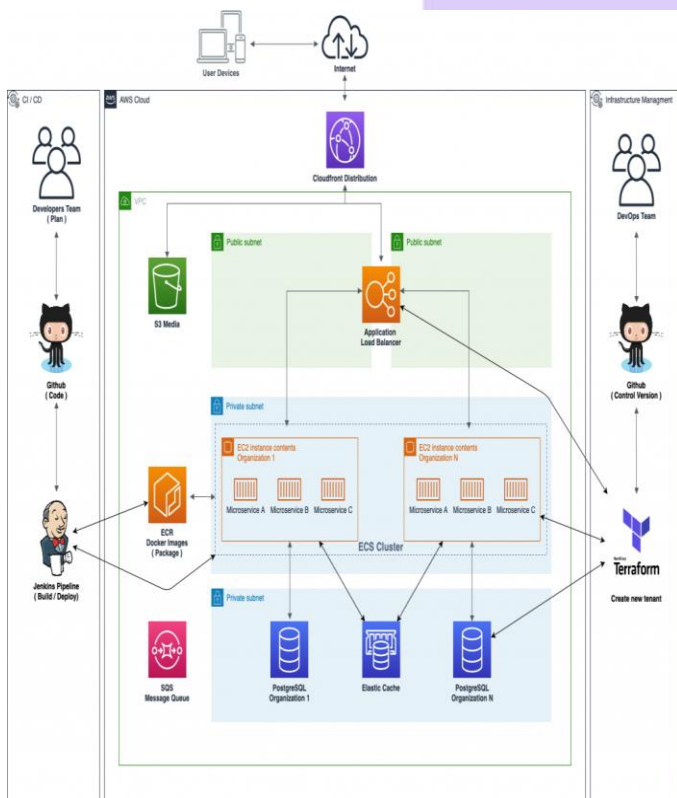 User Devices
Internet
CI / CD
Developers Team
( Plan )
Github
( Code )
Jenkins Pipeline
( Build / Deploy)
aws
AWS Cloud
Cloudfront Distribution
VPC
S3 Media
Public subnet
Public subnet
Application
Load Balancer
Private subnet
EC2 instance contents
Organization 1
Microservice A
Microservice B
Microservice C
EC2 instance contents
Organization N
Microservice A
Microservice B
Microservice C
ECS Cluster
ECR
Docker Images
( Package )
Private subnet
SQS
Message Queue
PostgreSQL
Organization 1
Elastic Cache
PostgreSQL
Organization N
Infrastructure Managment
DevOps Team
Github
( Control Version )
Terraform
Create new tenant